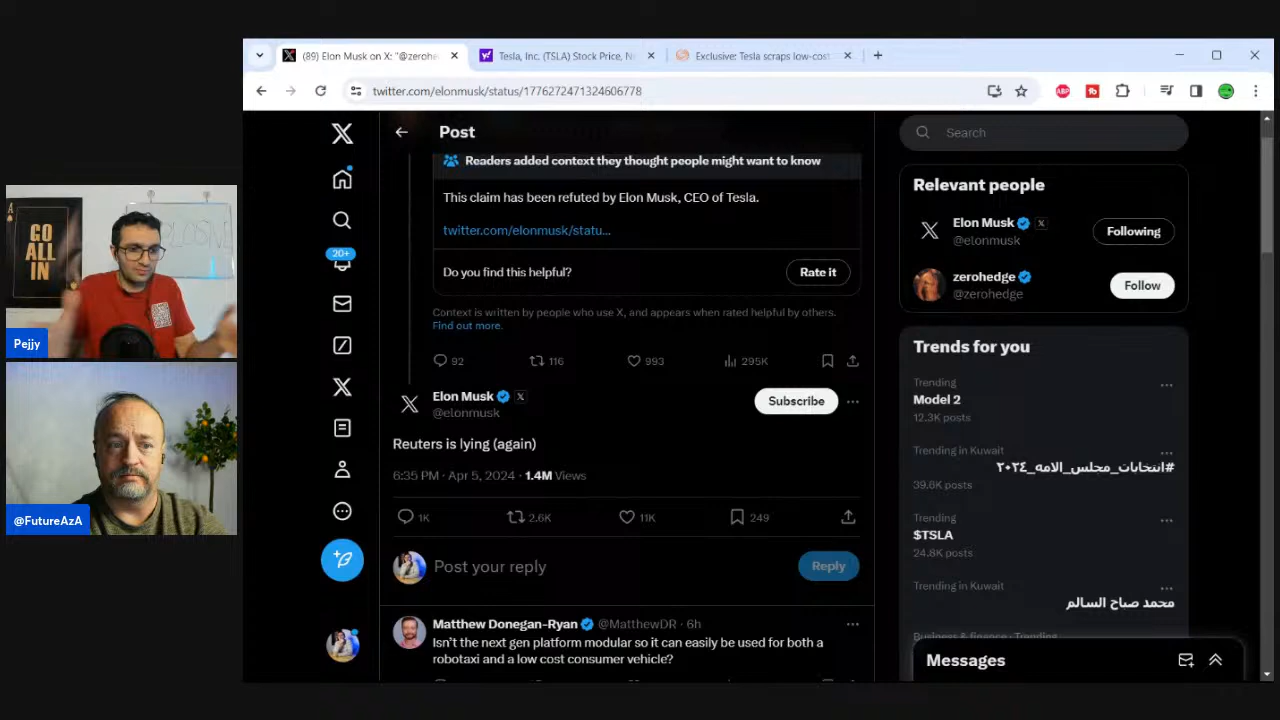 (89) Elon Musk on X: "@zerohe
Tesla, Inc. (TSLA) Stock Price, N
Exclusive: Tesla scraps low-cost
twitter.com/elonmusk/status/1776272471324606778
ABP
Post
Search
Readers added context they thought people might want to know
This claim has been refuted by Elon Musk, CEO of Tesla.
twitter.com/elonmusk/statu...
Do you find this helpful?
Rate it
Context is written by people who use X, and appears when rated helpful by others.
Find out more.
92
116
993
295K
Elon Musk
@elonmusk
Subscribe
Reuters is lying (again)
6:35 PM · Apr 5, 2024 · 1.4M Views
1K
2.6K
11K
249
Post your reply
Reply
Matthew Donegan-Ryan @MatthewDR · 6h
Isn't the next gen platform modular so it can easily be used for both a
robotaxi and a low cost consumer vehicle?
Relevant people
Elon Musk
@elonmusk
Following
zerohedge
@zerohedge
Follow
Trends for you
Trending
Model 2
12.3K posts
Trending in Kuwait
#انتخابات_مجلس_الامه_٢٠٢٤
39.6K posts
Trending
$TSLA
24.8K posts
Trending in Kuwait
محمد صباح السالم
Business & finance · Trending
Messages
20+
GO
ALL
IN
Pejjy
@FutureAzA